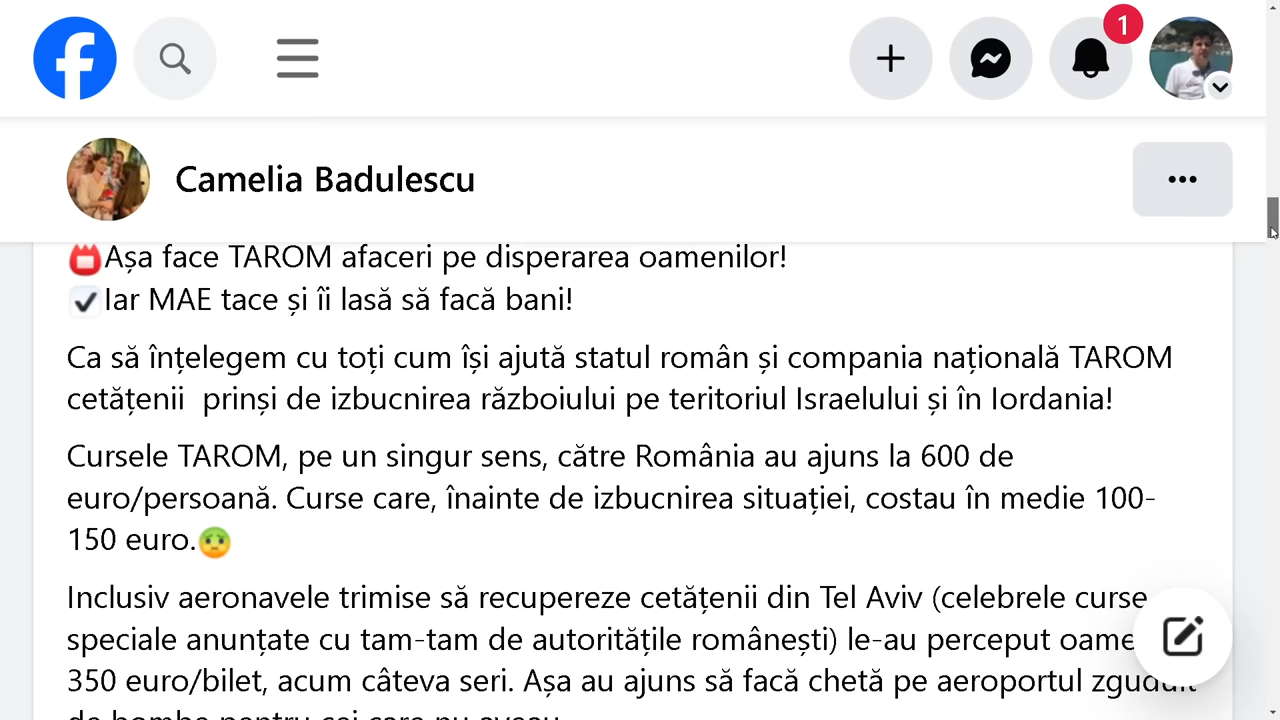 1
Camelia Badulescu
Așa face TAROM afaceri pe disperarea oamenilor!
Iar MAE tace și îi lasă să facă bani!
Ca să înțelegem cu toți cum își ajută statul român și compania națională TAROM
cetățenii  prinși de izbucnirea războiului pe teritoriul Israelului și în Iordania!
Cursele TAROM, pe un singur sens, către România au ajuns la 600 de
euro/persoană. Curse care, înainte de izbucnirea situației, costau în medie 100-
150 euro.
Inclusiv aeronavele trimise să recupereze cetățenii din Tel Aviv (celebrele curse
speciale anunțate cu tam-tam de autoritățile românești) le-au perceput
350 euro/bilet, acum câteva seri. Așa au ajuns să facă chetă pe aeroportul zguduit